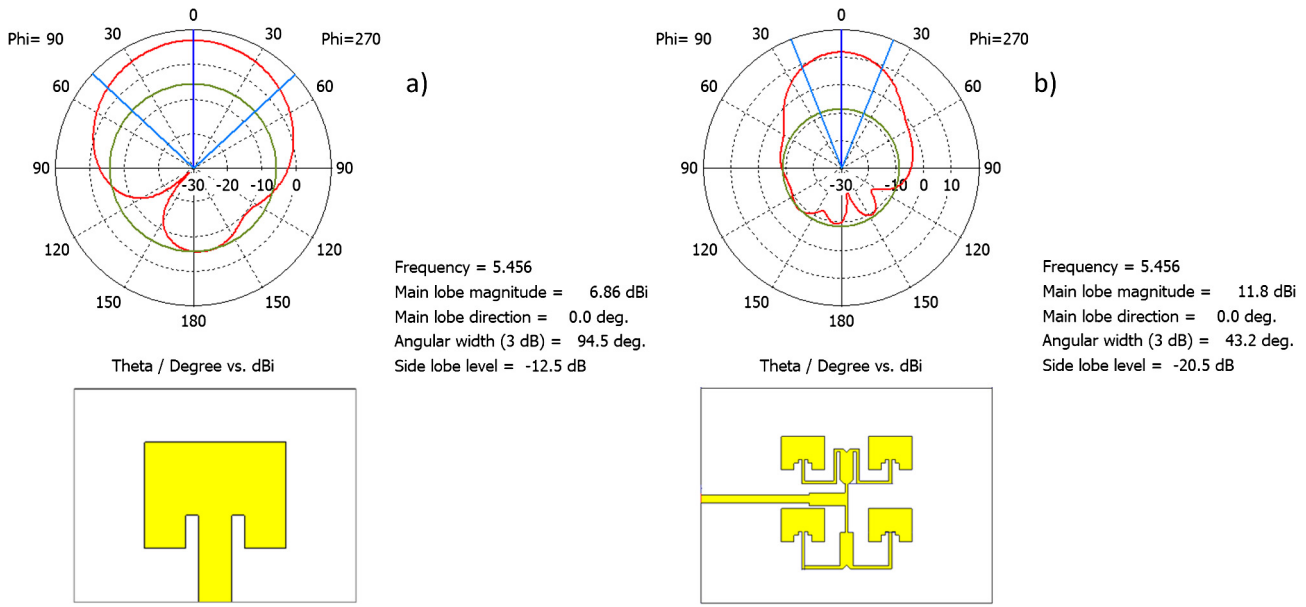 0
Phi= 90
30
30
Phi=270
60
60
a)
90
-30
-20
-10
0
90
120
120
150
150
180
Frequency = 5.456
Main lobe magnitude = 6.86 dBi
Main lobe direction = 0.0 deg.
Angular width (3 dB) = 94.5 deg.
Side lobe level = -12.5 dB
Theta / Degree vs. dBi
0
Phi= 90
30
30
Phi=270
60
60
b)
90
-30
-10
0
10
90
120
120
150
150
180
Frequency = 5.456
Main lobe magnitude = 11.8 dBi
Main lobe direction = 0.0 deg.
Angular width (3 dB) = 43.2 deg.
Side lobe level = -20.5 dB
Theta / Degree vs. dBi